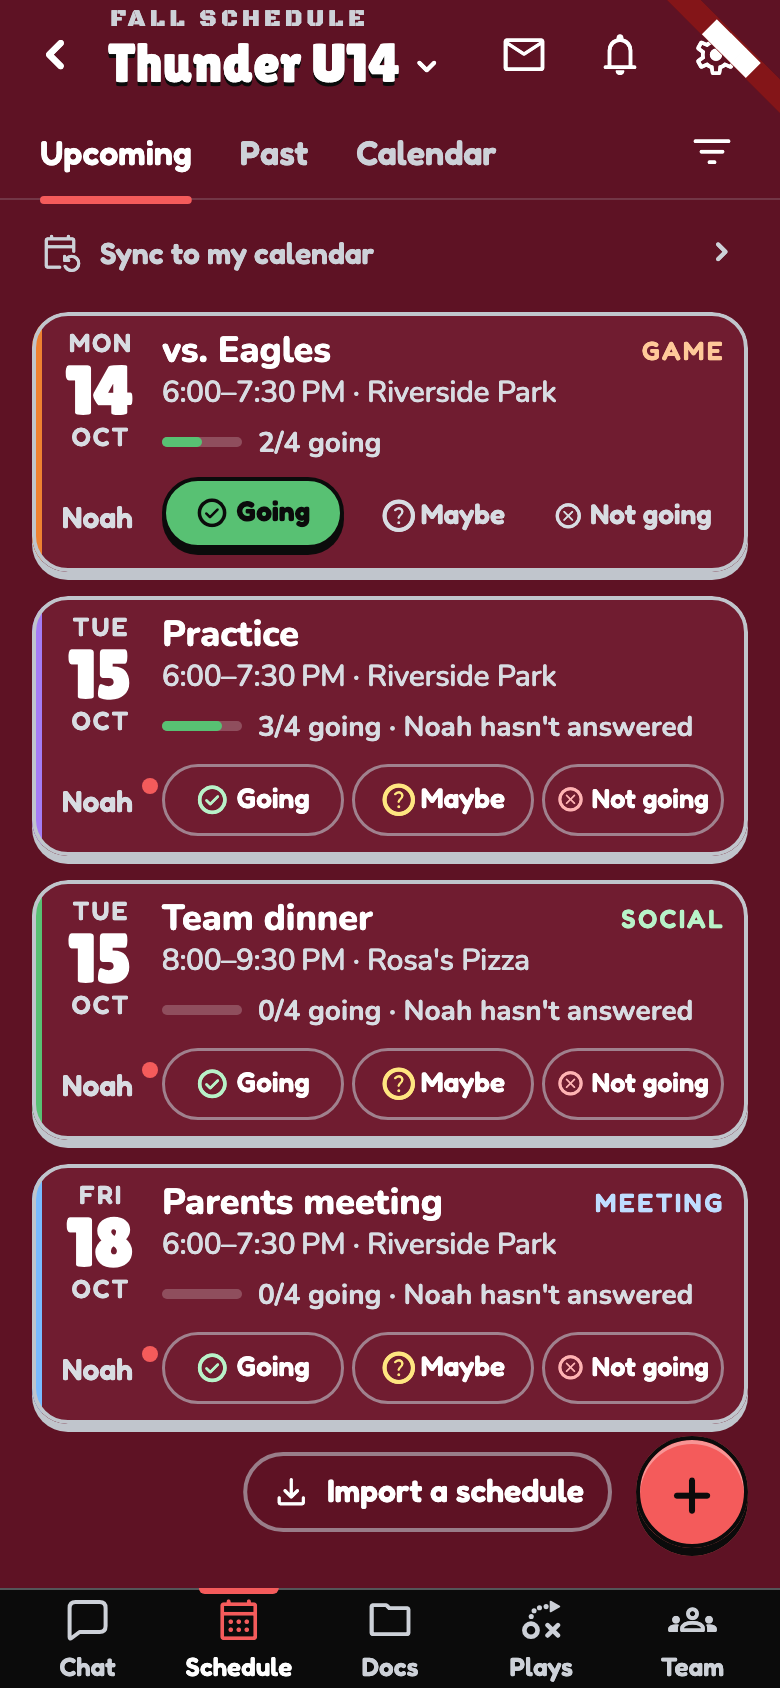 FALL SCHEDULE
Thunder U14
Upcoming Past Calendar
Sync to my calendar
MON
14
OCT
vs. Eagles
GAME
6:00–7:30 PM · Riverside Park
2/4 going
Noah
Going
Maybe
Not going
TUE
15
OCT
Practice
6:00–7:30 PM · Riverside Park
3/4 going · Noah hasn't answered
Noah
Going
Maybe
Not going
TUE
15
OCT
Team dinner
SOCIAL
8:00–9:30 PM · Rosa's Pizza
0/4 going · Noah hasn't answered
Noah
Going
Maybe
Not going
FRI
18
OCT
Parents meeting
MEETING
6:00–7:30 PM · Riverside Park
0/4 going · Noah hasn't answered
Noah
Going
Maybe
Not going
Import a schedule
Chat Schedule Docs Plays Team